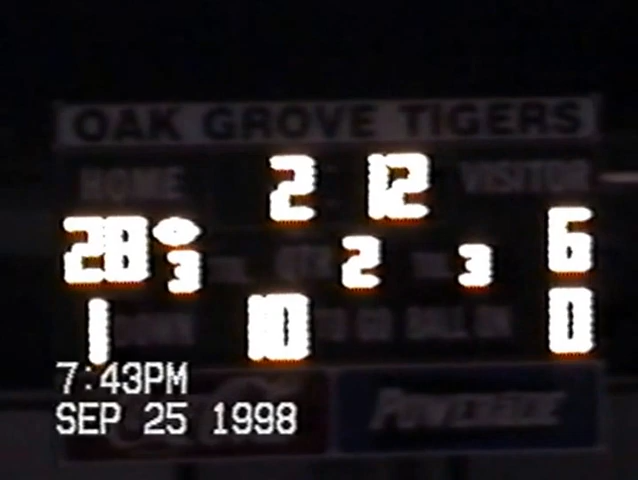 OAK GROVE TIGERS
HOME 2 12 VISITOR
28 3 QTR 2 3 6
1 DOWN 10 TO GO BALL ON 0
7:43PM
SEP 25 1998
POWERADE